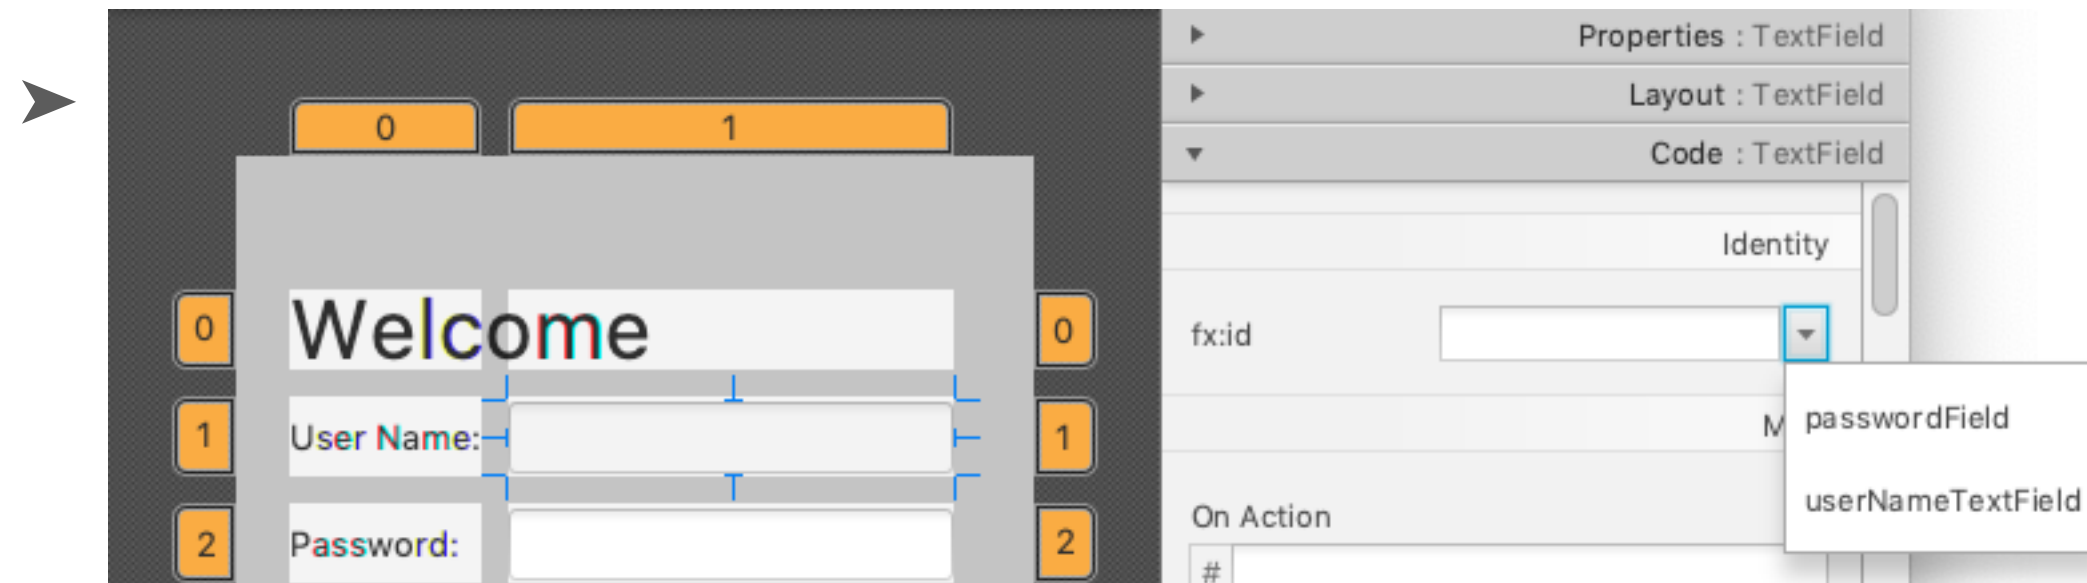 Properties : TextField
Layout : TextField
Code : TextField
0
1
Identity
0
Welcome
0
fx:id
passwordField
1
User Name:
1
M
userNameTextField
On Action
2
Password:
2
#